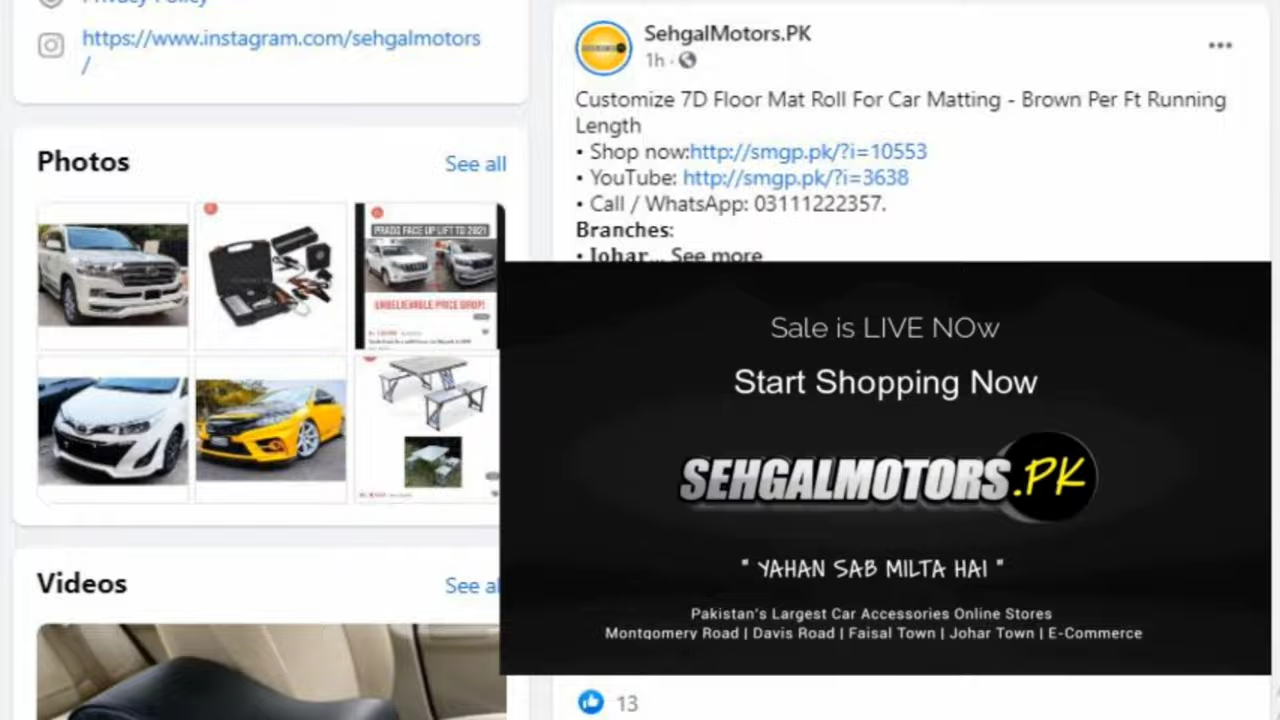 Privacy Policy
https://www.instagram.com/sehgalmotors
/
Photos
See all
PRADO FACE UP LIFT TO 2021
UNBELIEVABLE PRICE DROP!
Videos
See al
SehgalMotors.PK
1h ·
Customize 7D Floor Mat Roll For Car Matting - Brown Per Ft Running
Length
• Shop now:http://smgp.pk/?i=10553
• YouTube: http://smgp.pk/?i=3638
• Call / WhatsApp: 03111222357.
Branches:
• Johar... See more
Sale is LIVE NOw
Start Shopping Now
SEHGALMOTORS.PK
" YAHAN SAB MILTA HAI "
Pakistan's Largest Car Accessories Online Stores
Montgomery Road | Davis Road | Faisal Town | Johar Town | E-Commerce
13